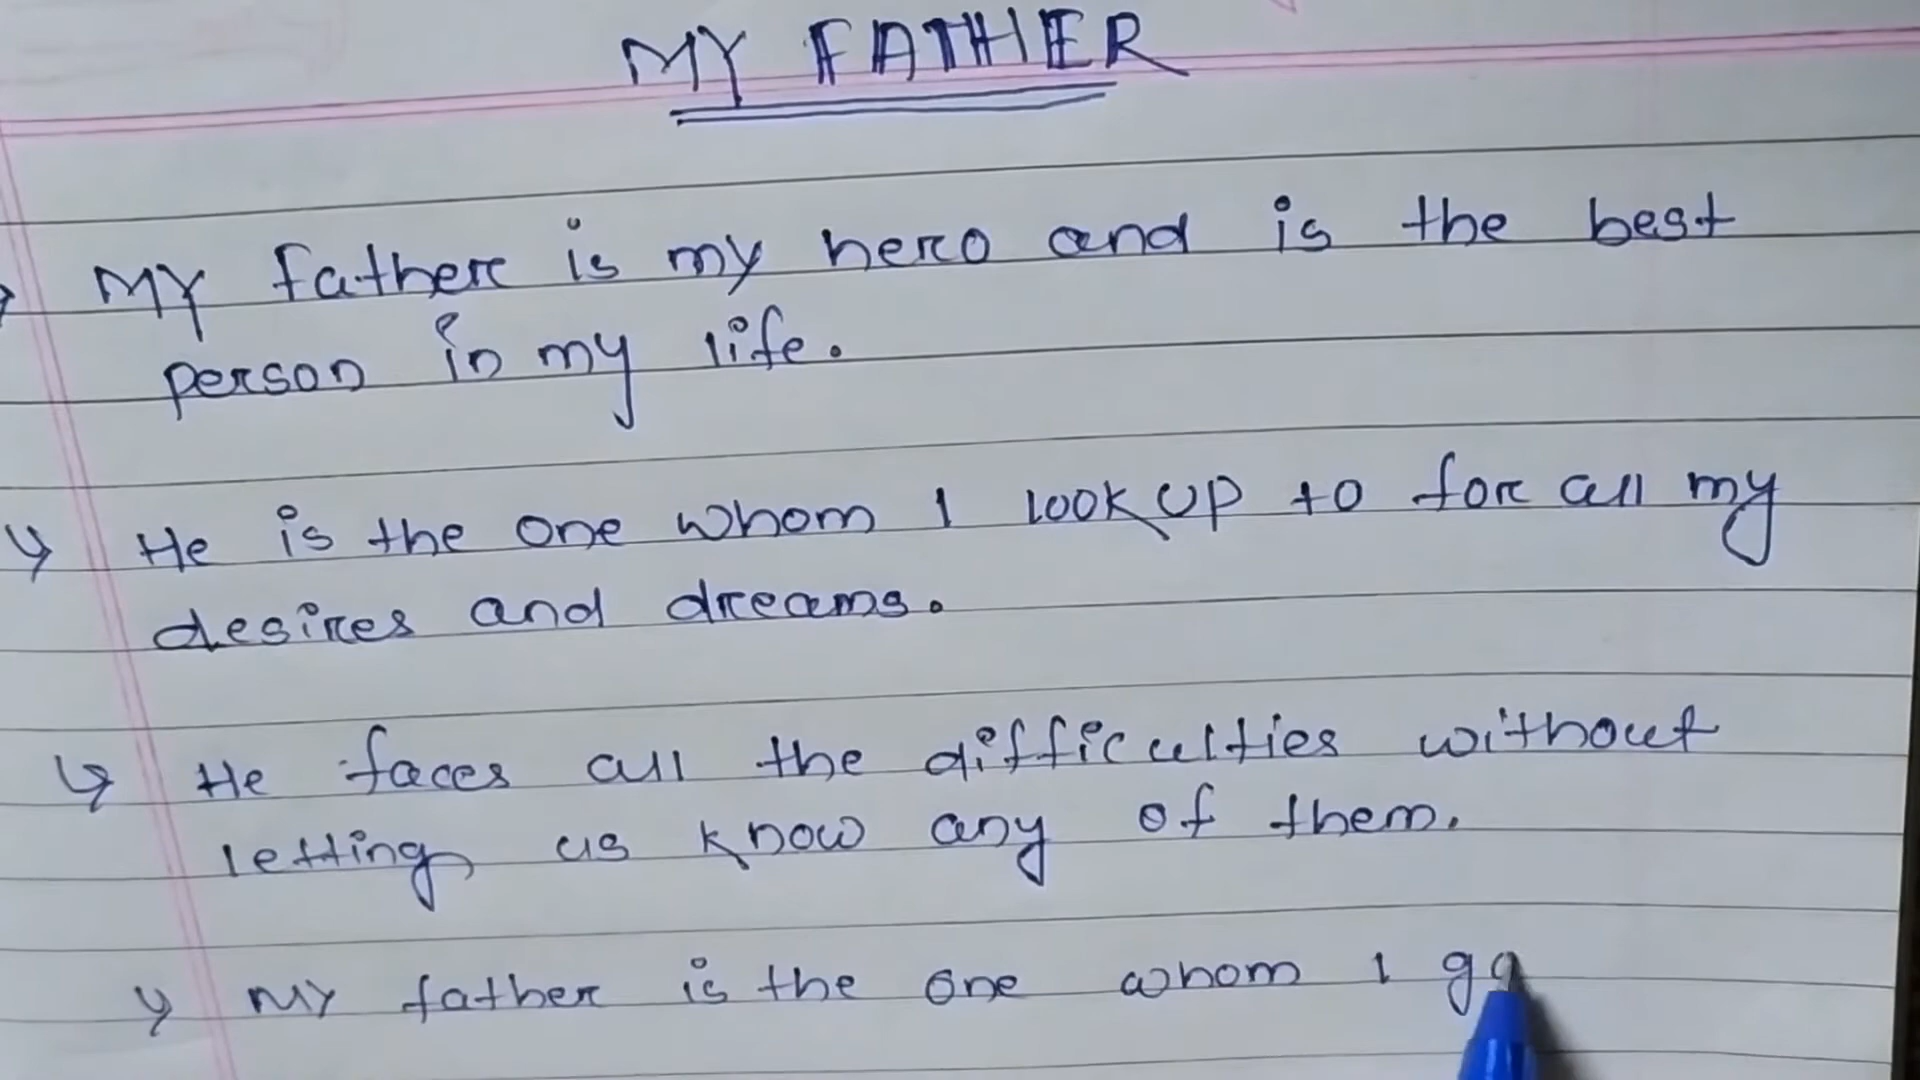 MY FATHER
My father is my hero and is the best
person in my life.
He is the one whom I look up to for all my
desires and dreams.
He faces all the difficulties without
letting us know any of them.
My father is the one whom I